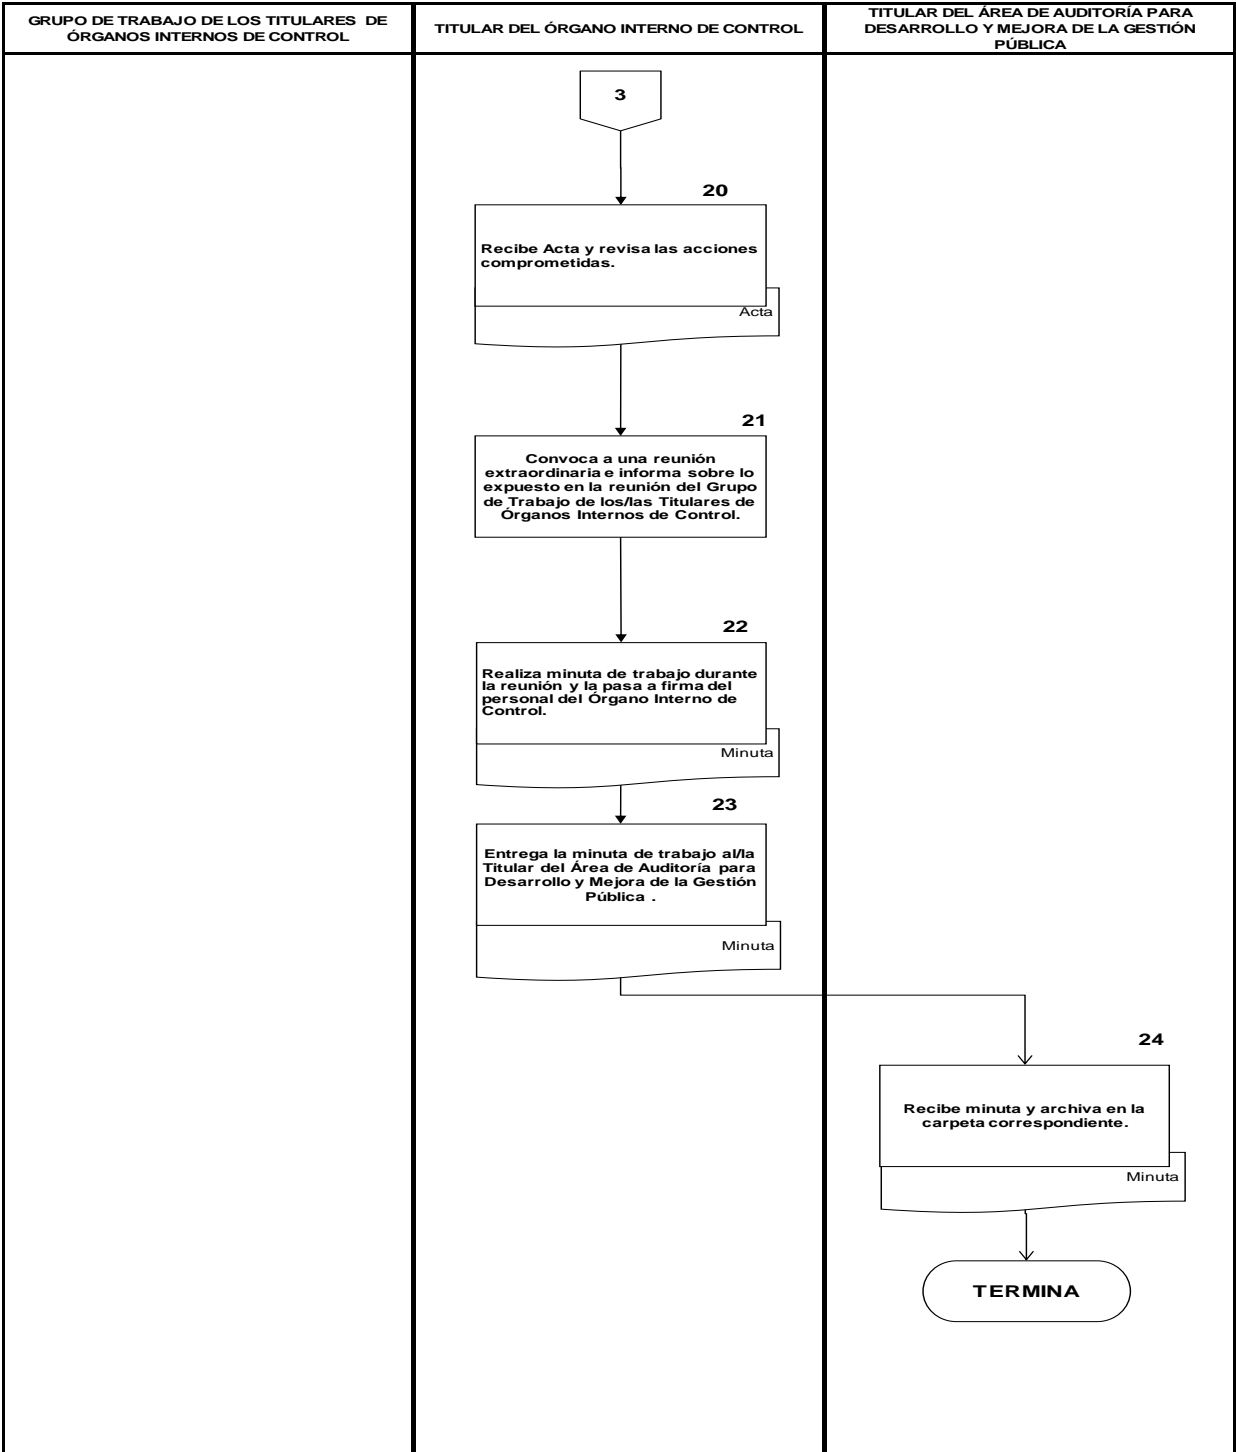 GRUPO DE TRABAJO DE LOS TITULARES DE
ÓRGANOS INTERNOS DE CONTROL
TITULAR DEL ÓRGANO INTERNO DE CONTROL
TITULAR DEL ÁREA DE AUDITORÍA PARA
DESARROLLO Y MEJORA DE LA GESTIÓN
PÚBLICA
3
20
Recibe Acta y revisa las acciones
comprometidas.
Acta
21
Convoca a una reunión
extraordinaria e informa sobre lo
expuesto en la reunión del Grupo
de Trabajo de los/las Titulares de
Órganos Internos de Control.
22
Realiza minuta de trabajo durante
la reunión y la pasa a firma del
personal del Órgano Interno de
Control.
Minuta
23
Entrega la minuta de trabajo al/la
Titular del Área de Auditoría para
Desarrollo y Mejora de la Gestión
Pública .
Minuta
24
Recibe minuta y archiva en la
carpeta correspondiente.
Minuta
TERMINA